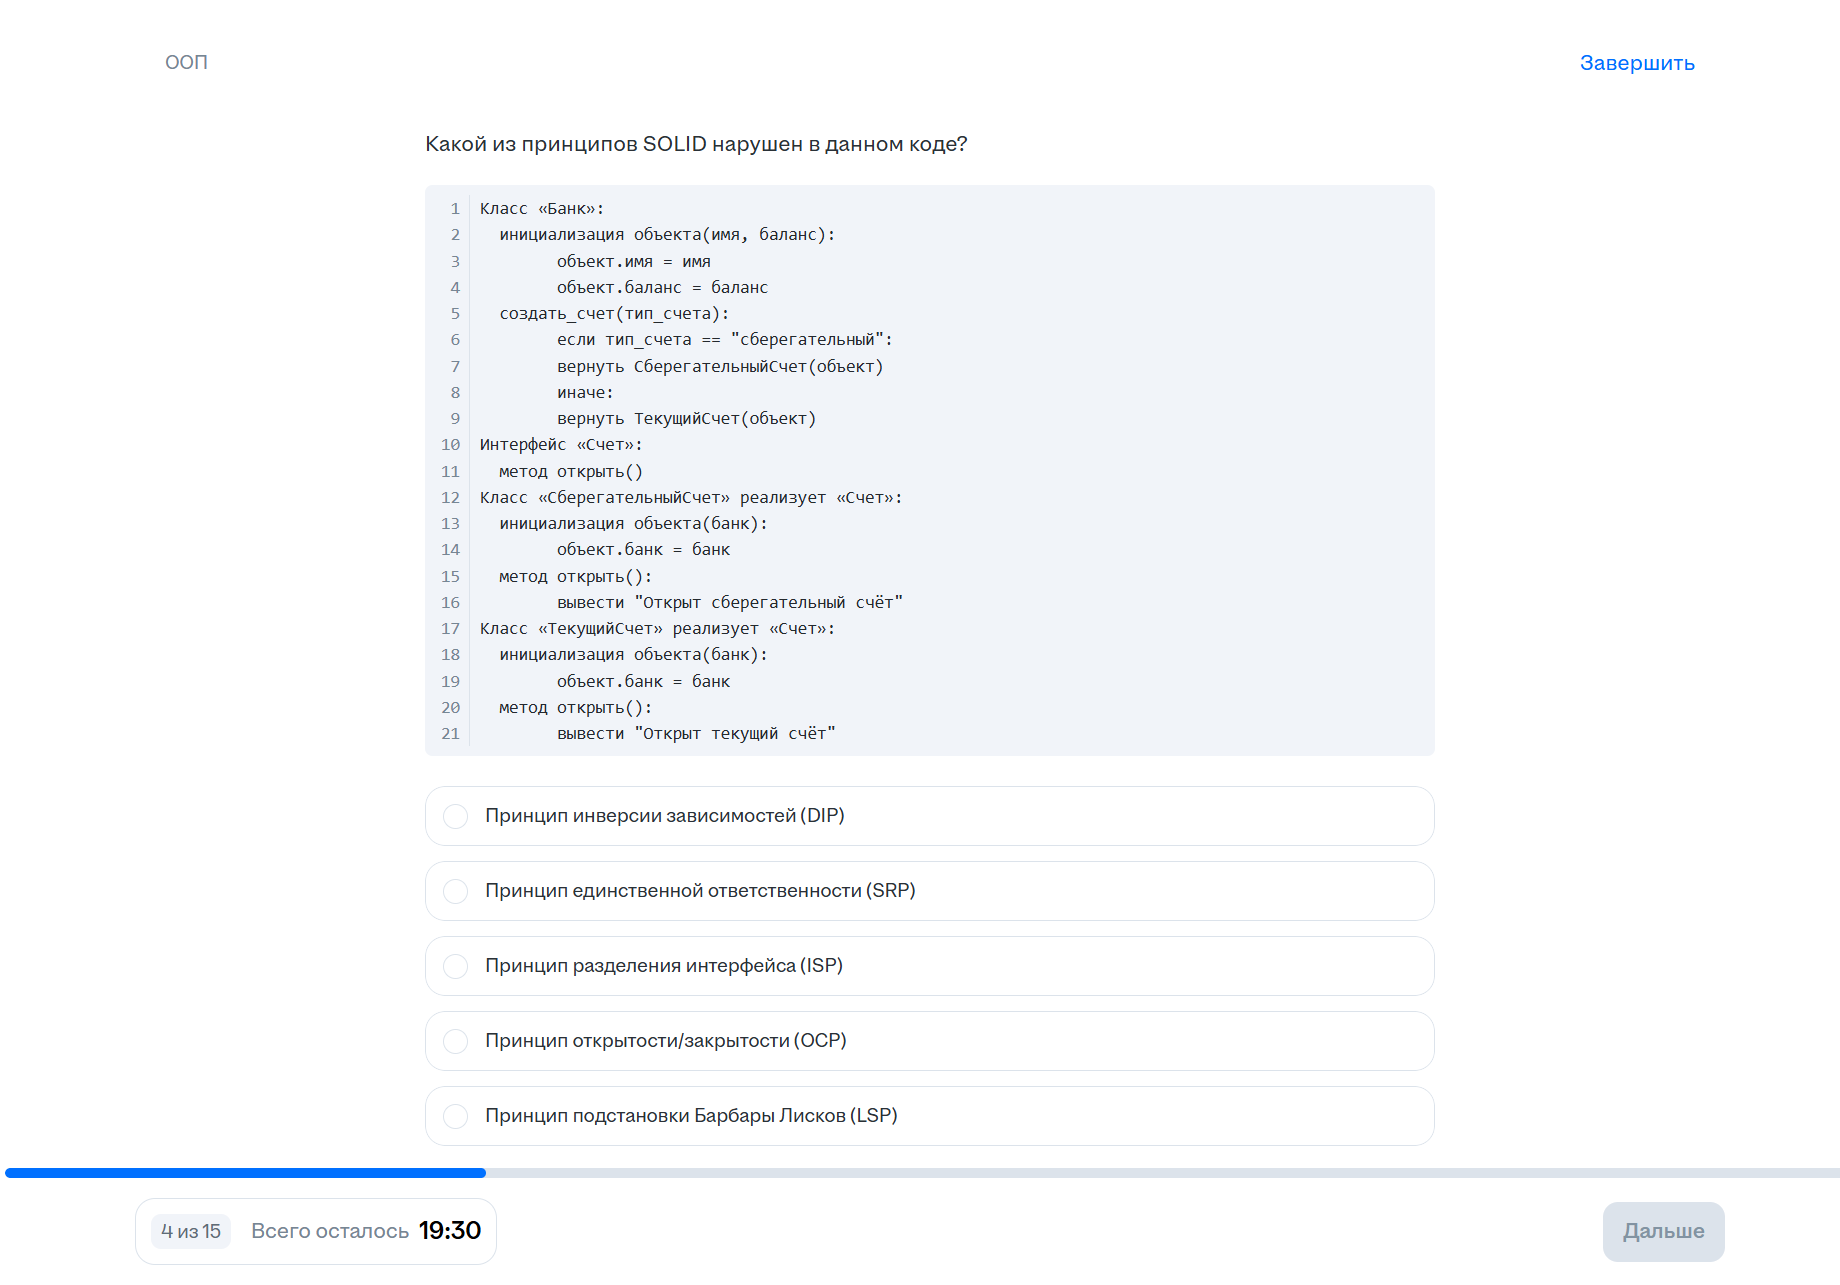 ООП
Завершить
Какой из принципов SOLID нарушен в данном коде?
1 Класс «Банк»:
2 инициализация объекта(имя, баланс):
3 объект.имя = имя
4 объект.баланс = баланс
5 создать_счет(тип_счета):
6 если тип_счета == "сберегательный":
7 вернуть СберегательныйСчет(объект)
8 иначе:
9 вернуть ТекущийСчет(объект)
10 Интерфейс «Счет»:
11 метод открыть()
12 Класс «СберегательныйСчет» реализует «Счет»:
13 инициализация объекта(банк):
14 объект.банк = банк
15 метод открыть():
16 вывести "Открыт сберегательный счёт"
17 Класс «ТекущийСчет» реализует «Счет»:
18 инициализация объекта(банк):
19 объект.банк = банк
20 метод открыть():
21 вывести "Открыт текущий счёт"
Принцип инверсии зависимостей (DIP)
Принцип единственной ответственности (SRP)
Принцип разделения интерфейса (ISP)
Принцип открытости/закрытости (OCP)
Принцип подстановки Барбары Лисков (LSP)
4 из 15 Всего осталось 19:30
Дальше